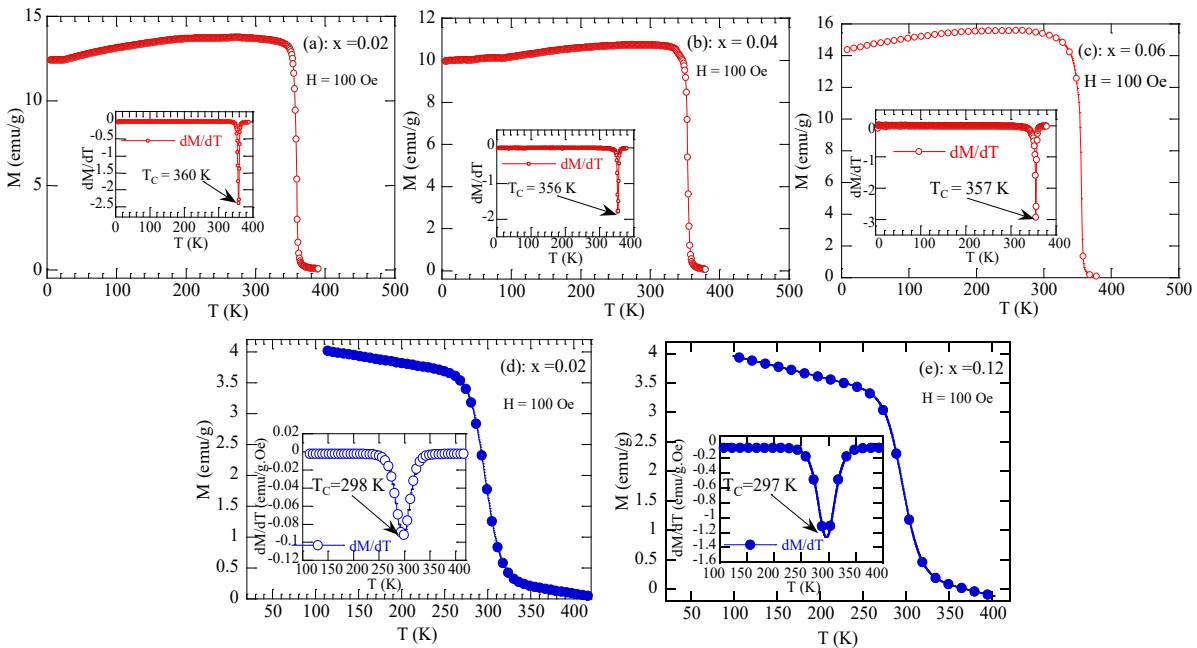 15
10
5
0
M (emu/g)
(a): x =0.02
H = 100 Oe
0
-0.5
-1
-1.5
-2
-2.5
dM/dT
dM/dT
T_C = 360 K
0 100 200 300 400
T (K)
0 100 200 300 400 500
T (K)
12
10
8
6
4
2
0
M (emu/g)
(b): x = 0.04
H = 100 Oe
0
-2
dM/dT
dM/dT
T_C = 356 K
0 100 200 300 400
T (K)
0 100 200 300 400 500
T (K)
16
14
12
10
8
6
4
2
0
M (emu/g)
(c): x = 0.06
H = 100 Oe
0
-1
-2
-3
dM/dT
dM/dT
T_C = 357 K
0 100 200 300 400
T (K)
0 100 200 300 400 500
T (K)
4
3.5
3
2.5
2
1.5
1
0.5
0
M (emu/g)
(d): x =0.02
H = 100 Oe
0.02
0
-0.02
-0.04
-0.06
-0.08
-0.1
-0.12
dM/dT (emu/g.Oe)
T_C=298 K
dM/dT
100 150 200 250 300 350 400
T (K)
50 100 150 200 250 300 350 400
T (K)
4
3.5
3
2.5
2
1.5
1
0.5
0
M (emu/g)
(e): x =0.12
H = 100 Oe
0
-0.2
-0.4
-0.6
-0.8
-1
-1.2
-1.4
-1.6
dM/dT (emu/g.Oe)
T_C=297 K
dM/dT
100 150 200 250 300 350 400
T (K)
50 100 150 200 250 300 350 400
T (K)